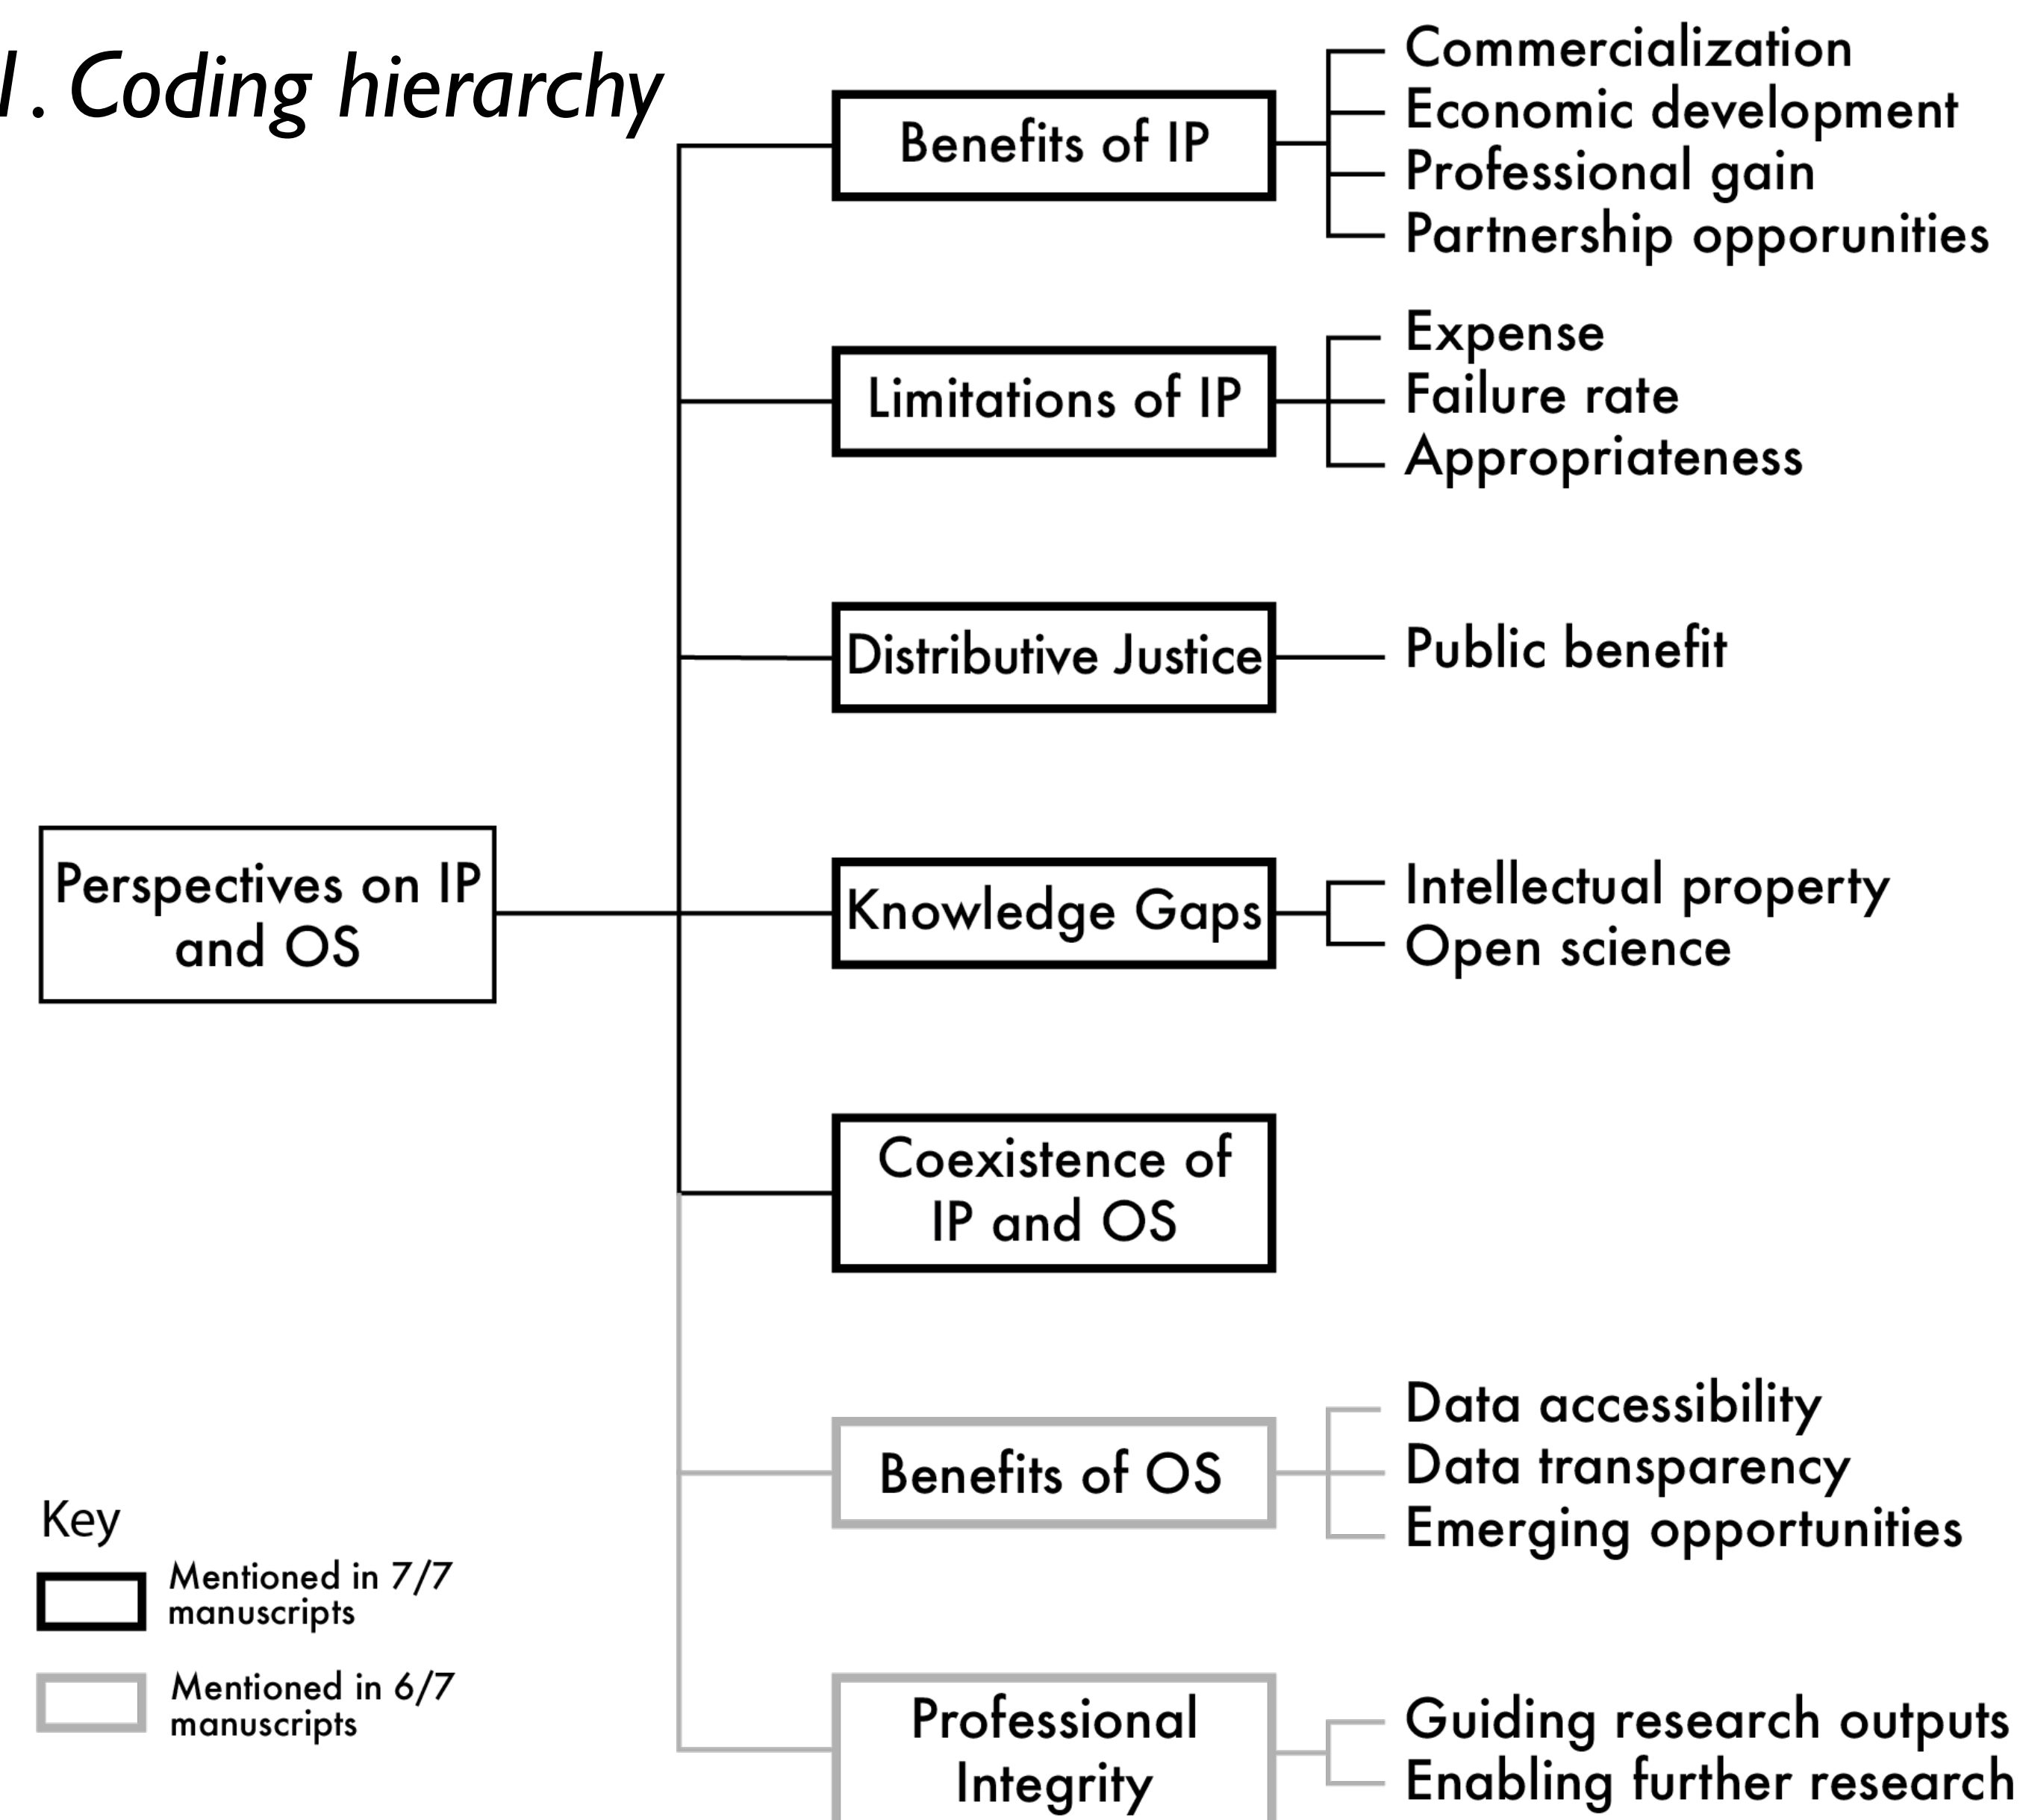 1. Coding hierarchy
Benefits of IP
Commercialization
Economic development
Professional gain
Partnership opporunities
Limitations of IP
Expense
Failure rate
Appropriateness
Distributive Justice
Public benefit
Perspectives on IP
and OS
Knowledge Gaps
Intellectual property
Open science
Coexistence of
IP and OS
Benefits of OS
Data accessibility
Data transparency
Emerging opportunities
Professional
Integrity
Guiding research outputs
Enabling further research
Key
Mentioned in 7/7
manuscripts
Mentioned in 6/7
manuscripts